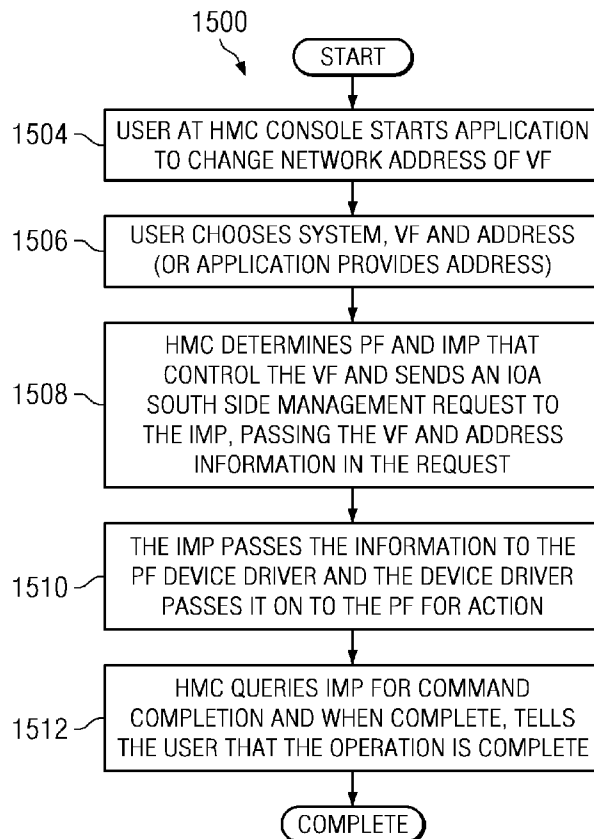 1500
START
1504
USER AT HMC CONSOLE STARTS APPLICATION
TO CHANGE NETWORK ADDRESS OF VF
1506
USER CHOOSES SYSTEM, VF AND ADDRESS
(OR APPLICATION PROVIDES ADDRESS)
1508
HMC DETERMINES PF AND IMP THAT
CONTROL THE VF AND SENDS AN IOA
SOUTH SIDE MANAGEMENT REQUEST TO
THE IMP, PASSING THE VF AND ADDRESS
INFORMATION IN THE REQUEST
1510
THE IMP PASSES THE INFORMATION TO THE
PF DEVICE DRIVER AND THE DEVICE DRIVER
PASSES IT ON TO THE PF FOR ACTION
1512
HMC QUERIES IMP FOR COMMAND
COMPLETION AND WHEN COMPLETE, TELLS
THE USER THAT THE OPERATION IS COMPLETE
COMPLETE